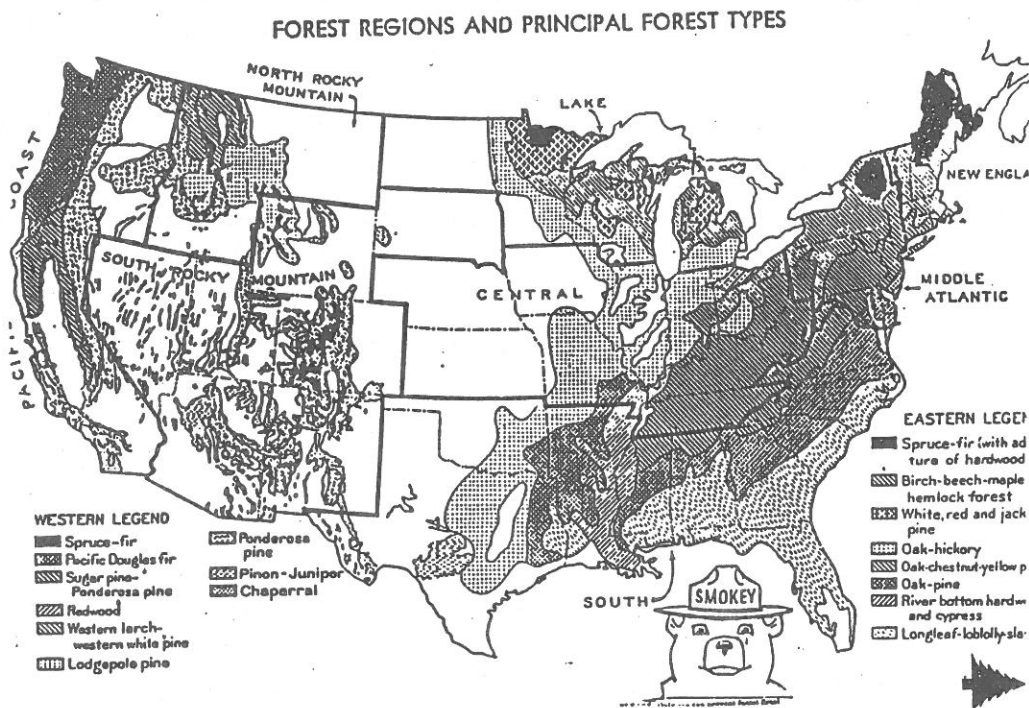 FOREST REGIONS AND PRINCIPAL FOREST TYPES
NORTH ROCKY
MOUNTAIN
LAKE
COAST
NEW ENGLA
SOUTH ROCKY
MOUNTAIN
CENTRAL
MIDDLE
ATLANTIC
PACIFI
SOUTH
SMOKEY
WESTERN LEGEND
Spruce-fir
Pacific Douglas fir
Sugar pine-
Ponderosa pine
Redwood
Western larch-
western white pine
Lodgepole pine
Ponderosa
pine
Pinon-Juniper
Chaparral
EASTERN LEGEN
Spruce-fir (with ad
ture of hardwood
Birch-beech-maple
hemlock forest
White, red and jack
pine
Oak-hickory
Oak-chestnut-yellow p
Oak-pine
River bottom hardw
and cypress
Longleaf-loblolly-sla